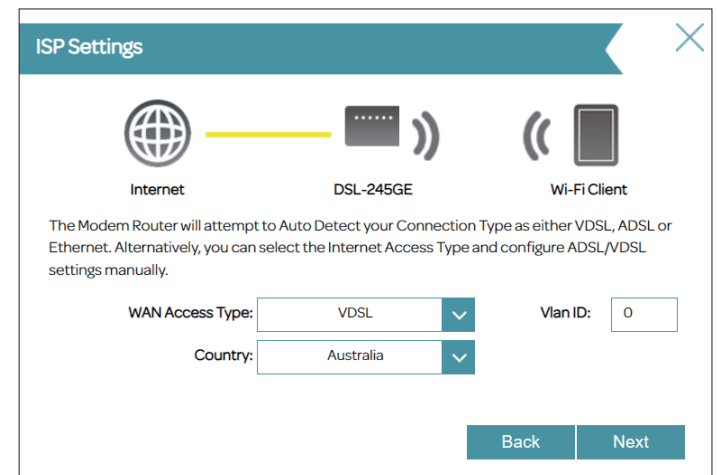 ISP Settings
Internet
DSL-245GE
Wi-Fi Client
The Modem Router will attempt to Auto Detect your Connection Type as either VDSL, ADSL or
Ethernet. Alternatively, you can select the Internet Access Type and configure ADSL/VDSL
settings manually.
WAN Access Type: VDSL Vlan ID: 0
Country: Australia
Back Next